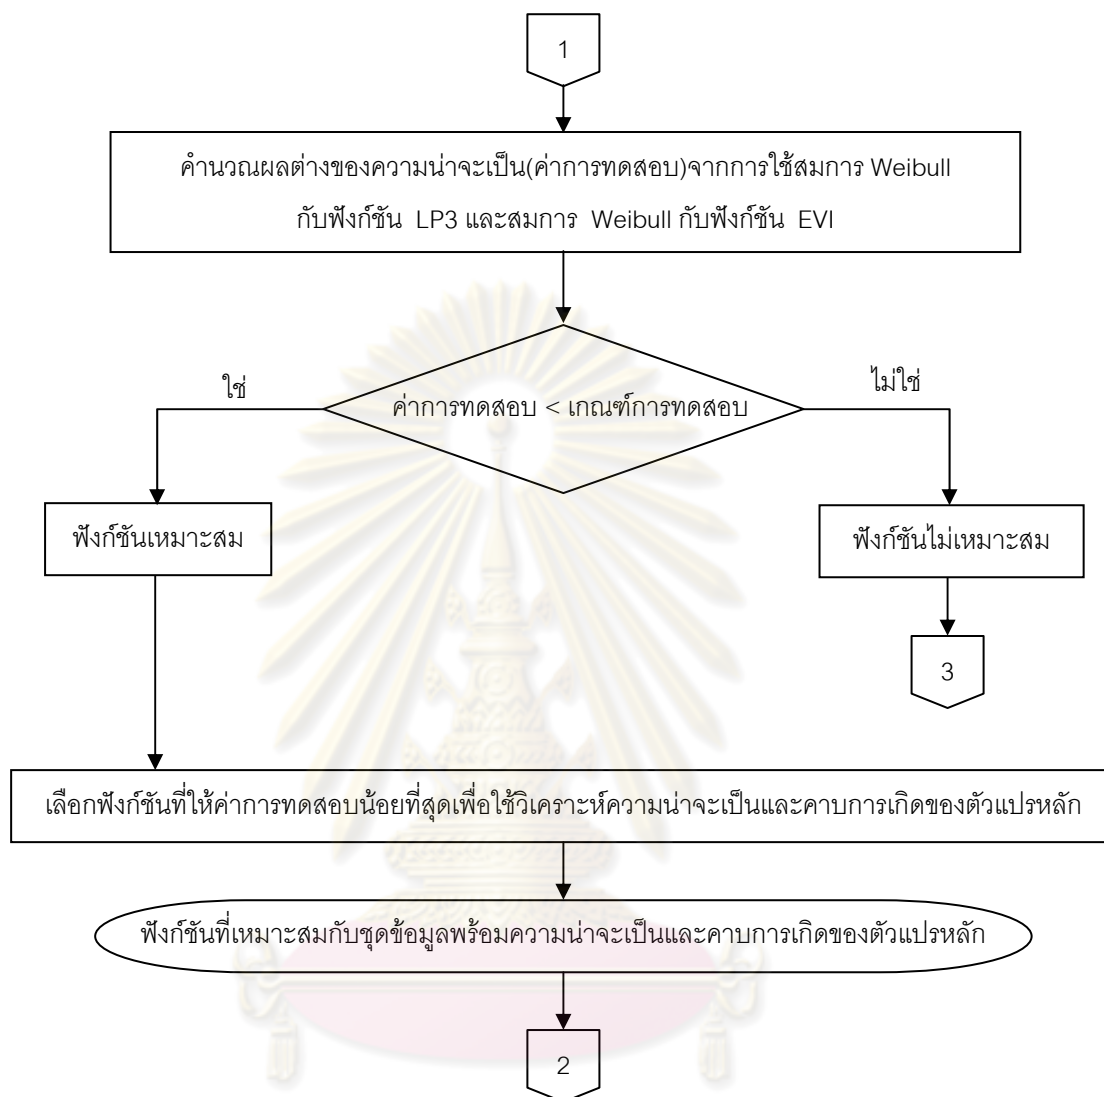 1
คำนวณผลต่างของความน่าจะเป็น(ค่าการทดสอบ)จากการใช้สมการ Weibull
กับฟังก์ชัน LP3 และสมการ Weibull กับฟังก์ชัน EVI
ค่าการทดสอบ < เกณฑ์การทดสอบ
ใช่
ไม่ใช่
ฟังก์ชันเหมาะสม
ฟังก์ชันไม่เหมาะสม
3
เลือกฟังก์ชันที่ให้ค่าการทดสอบน้อยที่สุดเพื่อใช้วิเคราะห์ความน่าจะเป็นและคาบการเกิดของตัวแปรหลัก
ฟังก์ชันที่เหมาะสมกับชุดข้อมูลพร้อมความน่าจะเป็นและคาบการเกิดของตัวแปรหลัก
2